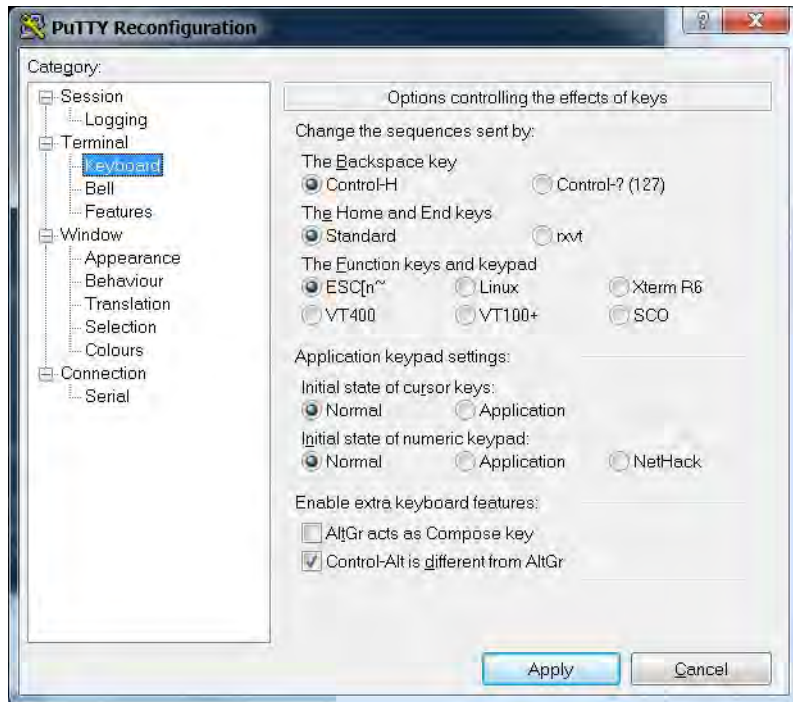 PuTTY Reconfiguration
Category:
Session
Logging
Terminal
Keyboard
Bell
Features
Window
Appearance
Behaviour
Translation
Selection
Colours
Connection
Serial
Options controlling the effects of keys
Change the sequences sent by:
The Backspace key
Control-H Control-? (127)
The Home and End keys
Standard rxvt
The Function keys and keypad
ESC[n~ Linux Xterm R6
VT400 VT100+ SCO
Application keypad settings:
Initial state of cursor keys:
Normal Application
Initial state of numeric keypad:
Normal Application NetHack
Enable extra keyboard features:
AltGr acts as Compose key
Control-Alt is different from AltGr
Apply Cancel